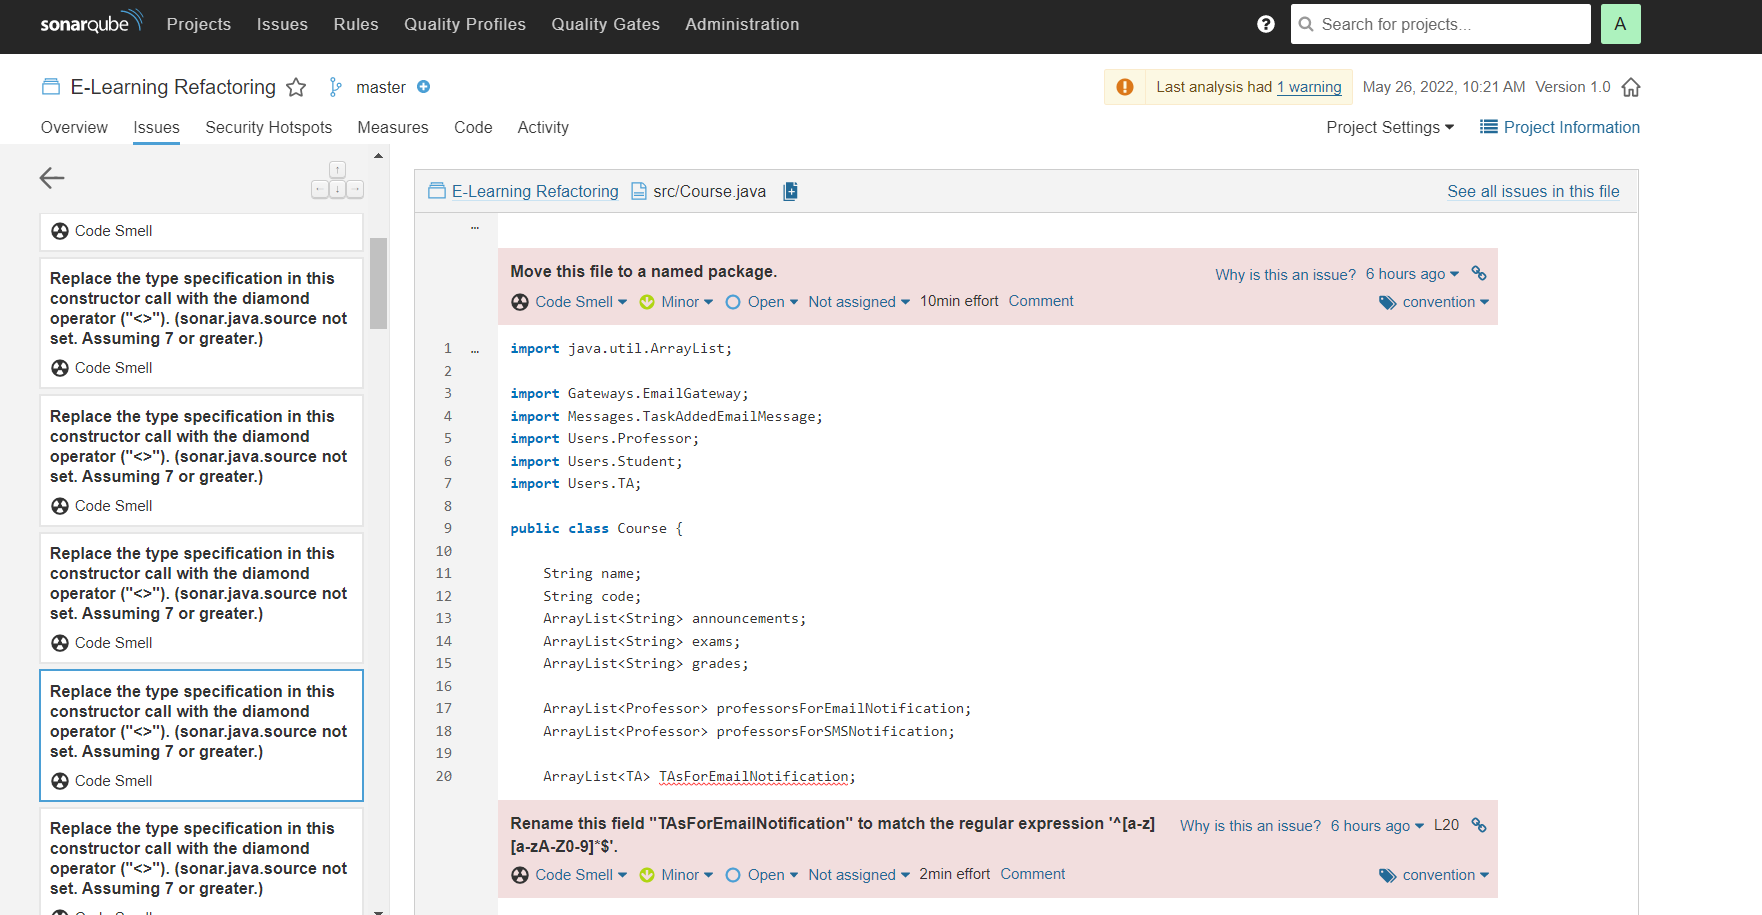 sonarqube Projects Issues Rules Quality Profiles Quality Gates Administration ? Search for projects... A
E-Learning Refactoring master Last analysis had 1 warning May 26, 2022, 10:21 AM Version 1.0
Overview Issues Security Hotspots Measures Code Activity Project Settings Project Information
Code Smell
Replace the type specification in this
constructor call with the diamond
operator ("<>"). (sonar.java.source not
set. Assuming 7 or greater.)
Code Smell
Replace the type specification in this
constructor call with the diamond
operator ("<>"). (sonar.java.source not
set. Assuming 7 or greater.)
Code Smell
Replace the type specification in this
constructor call with the diamond
operator ("<>"). (sonar.java.source not
set. Assuming 7 or greater.)
Code Smell
Replace the type specification in this
constructor call with the diamond
operator ("<>"). (sonar.java.source not
set. Assuming 7 or greater.)
Code Smell
Replace the type specification in this
constructor call with the diamond
operator ("<>"). (sonar.java.source not
set. Assuming 7 or greater.)
E-Learning Refactoring src/Course.java See all issues in this file
...
Move this file to a named package. Why is this an issue? 6 hours ago
Code Smell Minor Open Not assigned 10min effort Comment convention
1 ... import java.util.ArrayList;
2
3 import Gateways.EmailGateway;
4 import Messages.TaskAddedEmailMessage;
5 import Users.Professor;
6 import Users.Student;
7 import Users.TA;
8
9 public class Course {
10
11 String name;
12 String code;
13 ArrayList<String> announcements;
14 ArrayList<String> exams;
15 ArrayList<String> grades;
16
17 ArrayList<Professor> professorsForEmailNotification;
18 ArrayList<Professor> professorsForSMSNotification;
19
20 ArrayList<TA> TAsForEmailNotification;
Rename this field "TAsForEmailNotification" to match the regular expression '^[a-z] Why is this an issue? 6 hours ago L20
[a-zA-Z0-9]*$'.
Code Smell Minor Open Not assigned 2min effort Comment convention